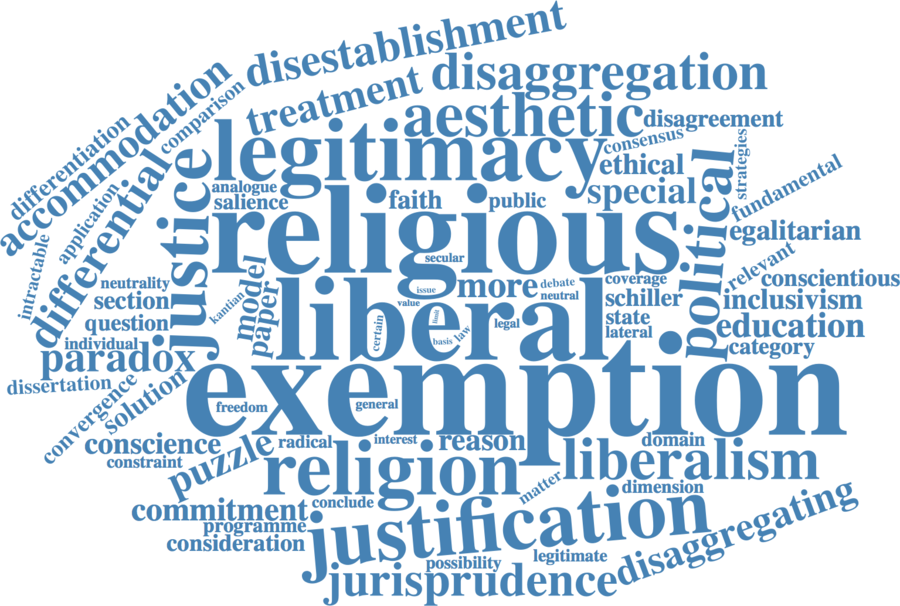 disestablishment
disaggregation
treatment
accommodation
comparison
differentiation
differential
application
intractable
aesthetic
disagreement
legitimacy
consensus
ethical
strategies
special
fundamental
justice
analogue
salience
faith
public
religious
political
egalitarian
secular
relevant
conscientious
neutrality
section
question
individual
paradox
dissertation
kantian
model
paper
issue
more
debate
neutral
coverage
schiller
state
lateral
inclusivism
education
category
value
liberal
certain
limit
basis
law
legal
convergence
solution
exemption
freedom
general
conscience
constraint
puzzle
radical
interest
reason
domain
religion
liberalism
matter
dimension
commitment
conclude
programme
consideration
justification
disaggregating
possibility
legitimate
jurisprudence